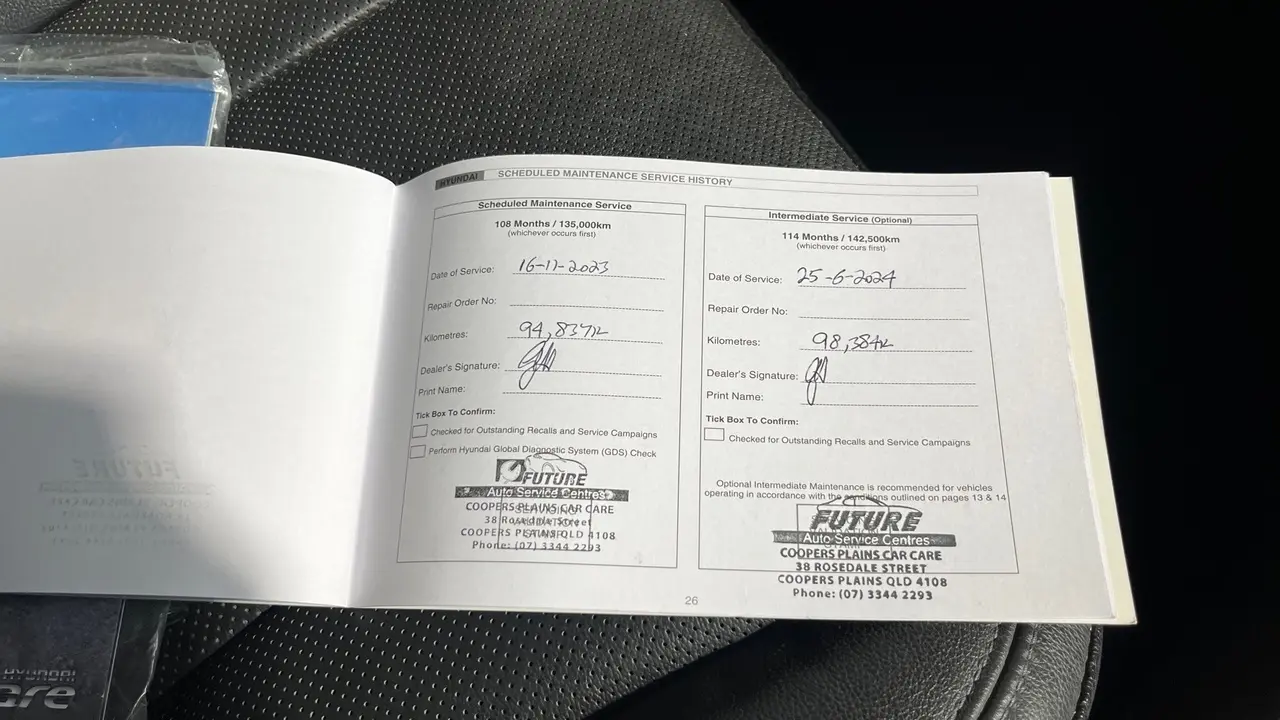 HYUNDAI SCHEDULED MAINTENANCE SERVICE HISTORY
Scheduled Maintenance Service
108 Months / 135,000km
(whichever occurs first)
Date of Service: 16-11-2023
Repair Order No:
Kilometres: 94,837k
Dealer's Signature:
Print Name:
Tick Box To Confirm:
Checked for Outstanding Recalls and Service Campaigns
Perform Hyundai Global Diagnostic System (GDS) Check
FUTURE
Auto Service Centres
COOPERS PLAINS CAR CARE
38 Rosedale Street
COOPERS PLAINS QLD 4108
Phone: (07) 3344 2293
Intermediate Service (Optional)
114 Months / 142,500km
(whichever occurs first)
Date of Service: 25-6-2024
Repair Order No:
Kilometres: 98,384k
Dealer's Signature:
Print Name:
Tick Box To Confirm:
Checked for Outstanding Recalls and Service Campaigns
Optional Intermediate Maintenance is recommended for vehicles
operating in accordance with the conditions outlined on pages 13 & 14
FUTURE
Auto Service Centres
COOPERS PLAINS CAR CARE
38 ROSEDALE STREET
COOPERS PLAINS QLD 4108
Phone: (07) 3344 2293
26
HYUNDAI